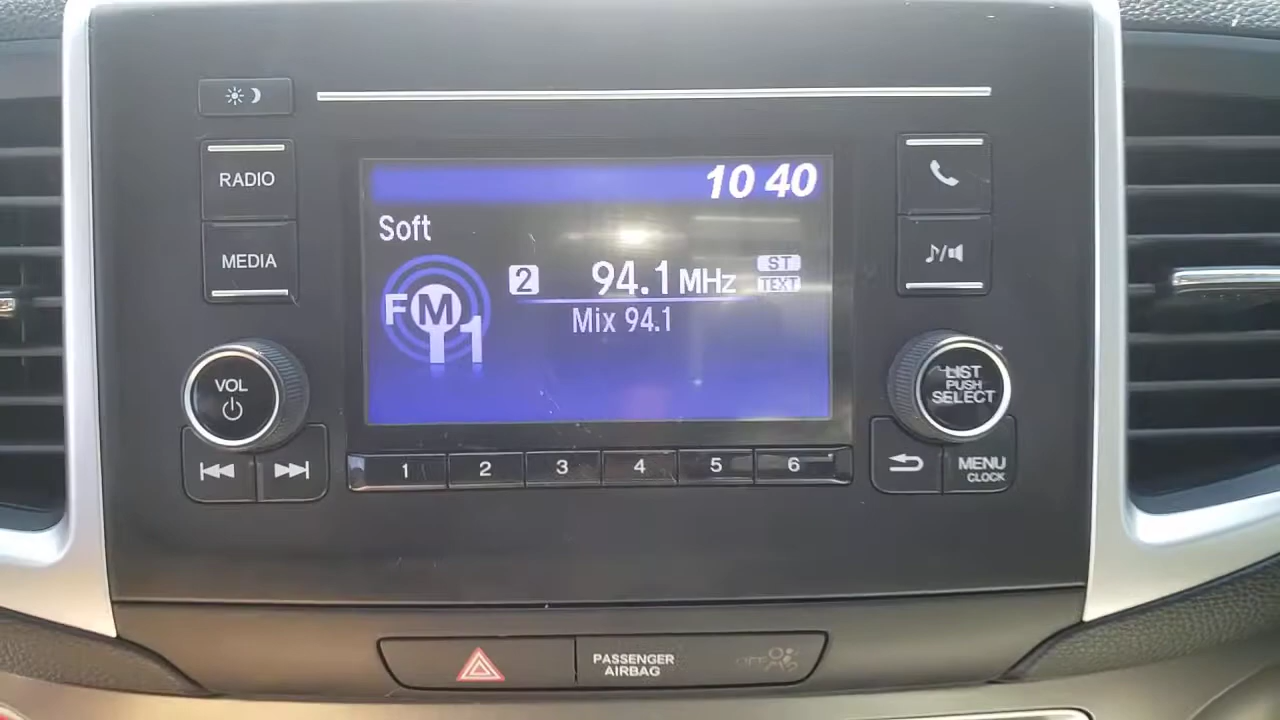 10 40
RADIO
Soft
MEDIA
2 94.1 MHz ST
TEXT
FM1
Mix 94.1
VOL
LIST
PUSH
SELECT
1 2 3 4 5 6
MENU
CLOCK
PASSENGER
AIRBAG
OFF